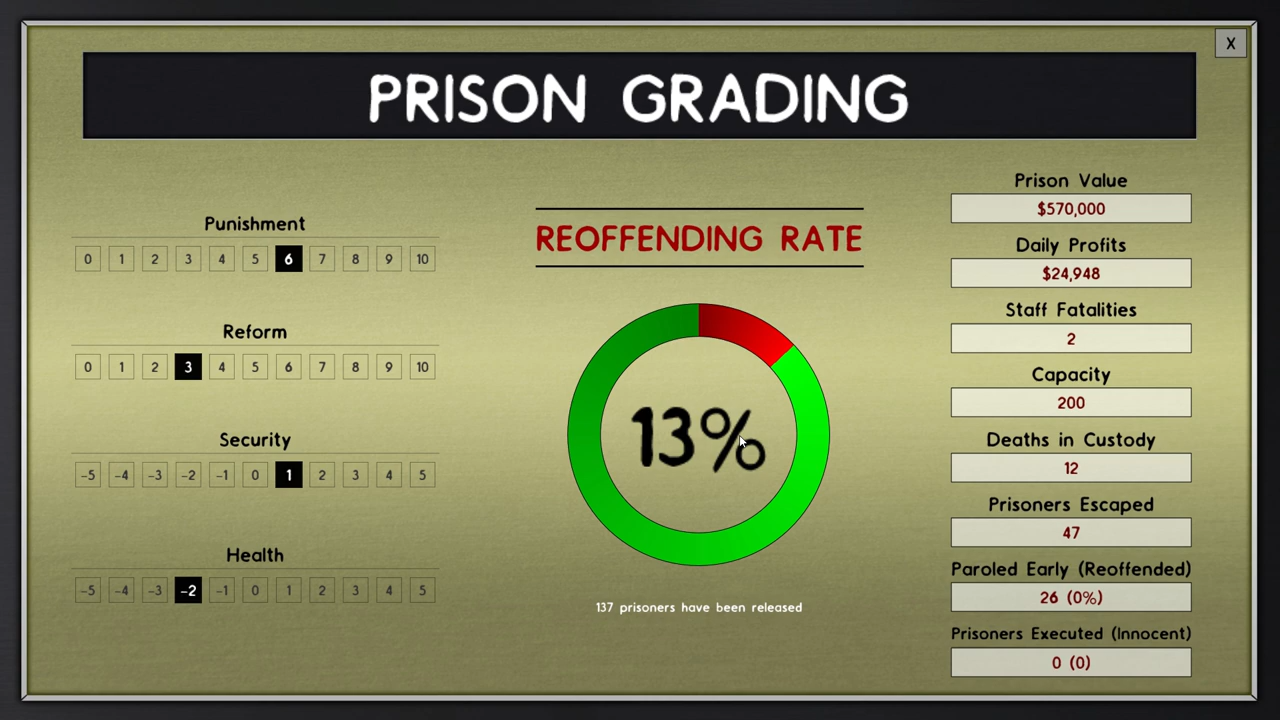 X
PRISON GRADING
Punishment
0 1 2 3 4 5 6 7 8 9 10
Reform
0 1 2 3 4 5 6 7 8 9 10
Security
-5 -4 -3 -2 -1 0 1 2 3 4 5
Health
-5 -4 -3 -2 -1 0 1 2 3 4 5
REOFFENDING RATE
13%
137 prisoners have been released
Prison Value
$570,000
Daily Profits
$24,948
Staff Fatalities
2
Capacity
200
Deaths in Custody
12
Prisoners Escaped
47
Paroled Early (Reoffended)
26 (0%)
Prisoners Executed (Innocent)
0 (0)